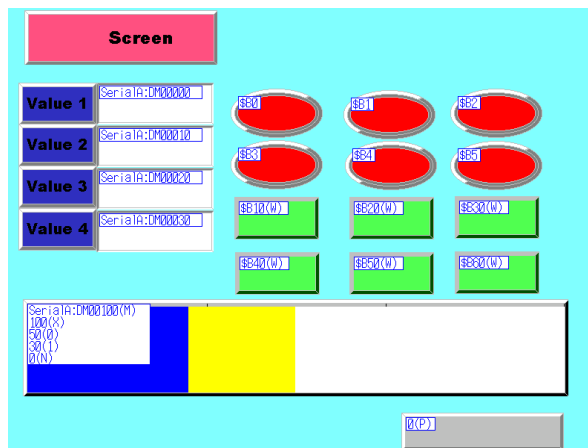 Screen
Value 1
SerialA:DM00000
$B0
$B1
$B2
Value 2
SerialA:DM00010
Value 3
SerialA:DM00020
$B3
$B4
$B5
Value 4
SerialA:DM00030
$B10(W)
$B20(W)
$B30(W)
$B40(W)
$B50(W)
$B60(W)
SerialA:DM00100(M)
100(X)
50(0)
30(1)
0(N)
0(P)